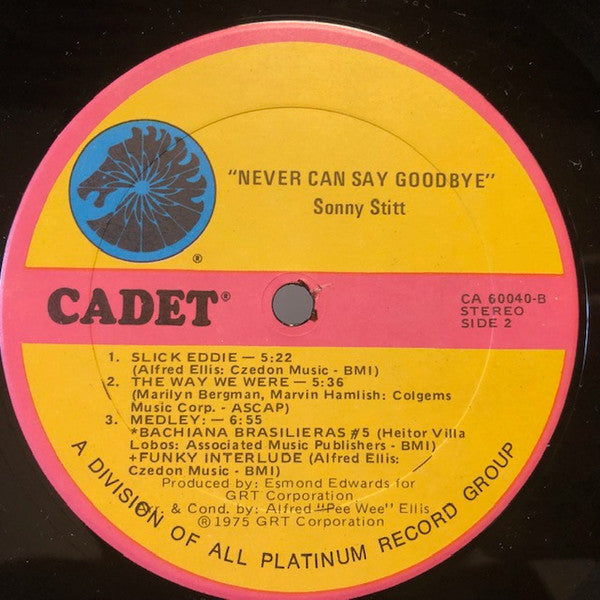 "NEVER CAN SAY GOODBYE"
Sonny Stitt
®
CADET®
CA 60040-B
STEREO
SIDE 2
1. SLICK EDDIE — 5:22
(Alfred Ellis: Czedon Music - BMI)
2. THE WAY WE WERE — 5:36
(Marilyn Bergman, Marvin Hamlish: Colgems
Music Corp. - ASCAP)
3. MEDLEY: — 6:55
*BACHIANA BRASILIERAS #5 (Heitor Villa
Lobos: Associated Music Publishers - BMI)
+FUNKY INTERLUDE (Alfred Ellis:
Czedon Music - BMI)
Produced by: Esmond Edwards for
GRT Corporation
& Cond. by: Alfred "Pee Wee" Ellis
℗ 1975 GRT Corporation
A DIVISION OF ALL PLATINUM RECORD GROUP